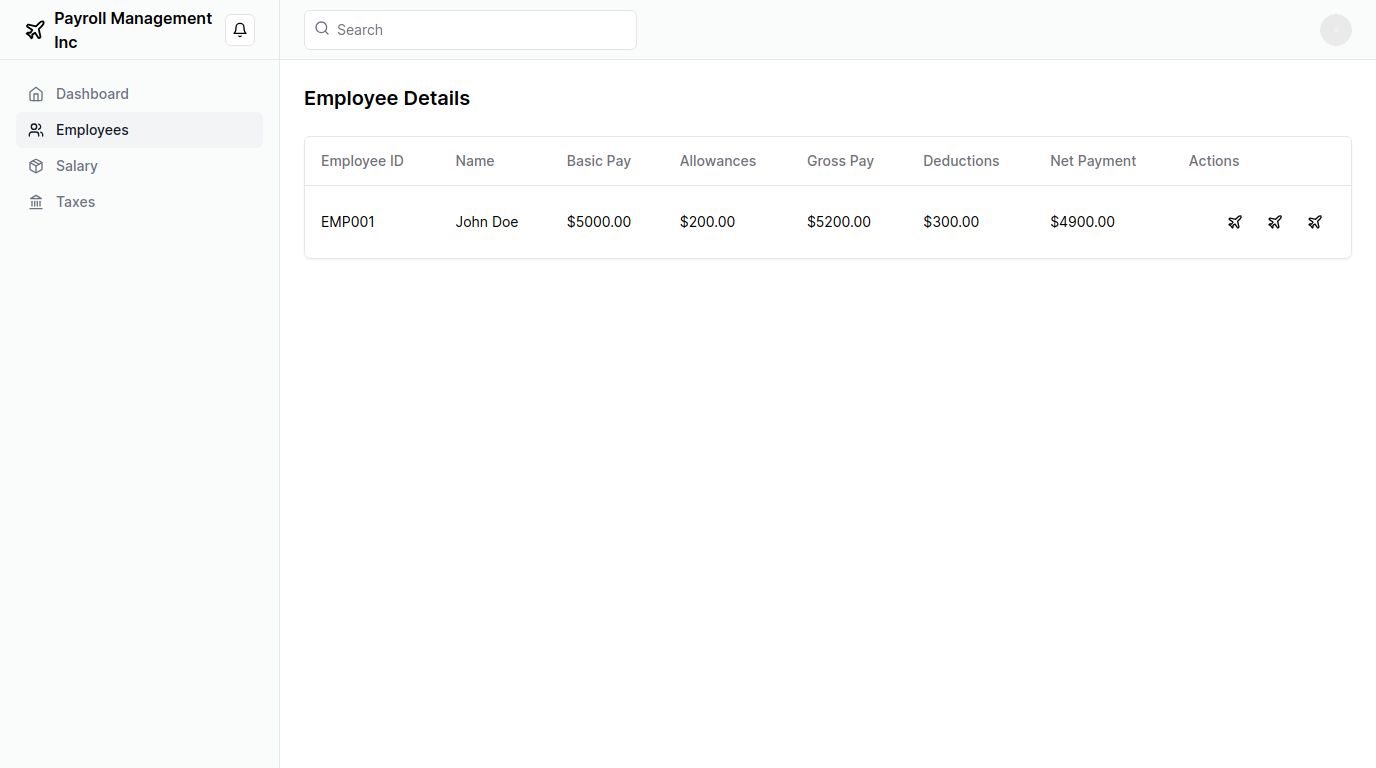 Payroll Management
Inc
Search
Dashboard
Employees
Salary
Taxes
Employee Details
Employee ID Name Basic Pay Allowances Gross Pay Deductions Net Payment Actions
EMP001 John Doe $5000.00 $200.00 $5200.00 $300.00 $4900.00